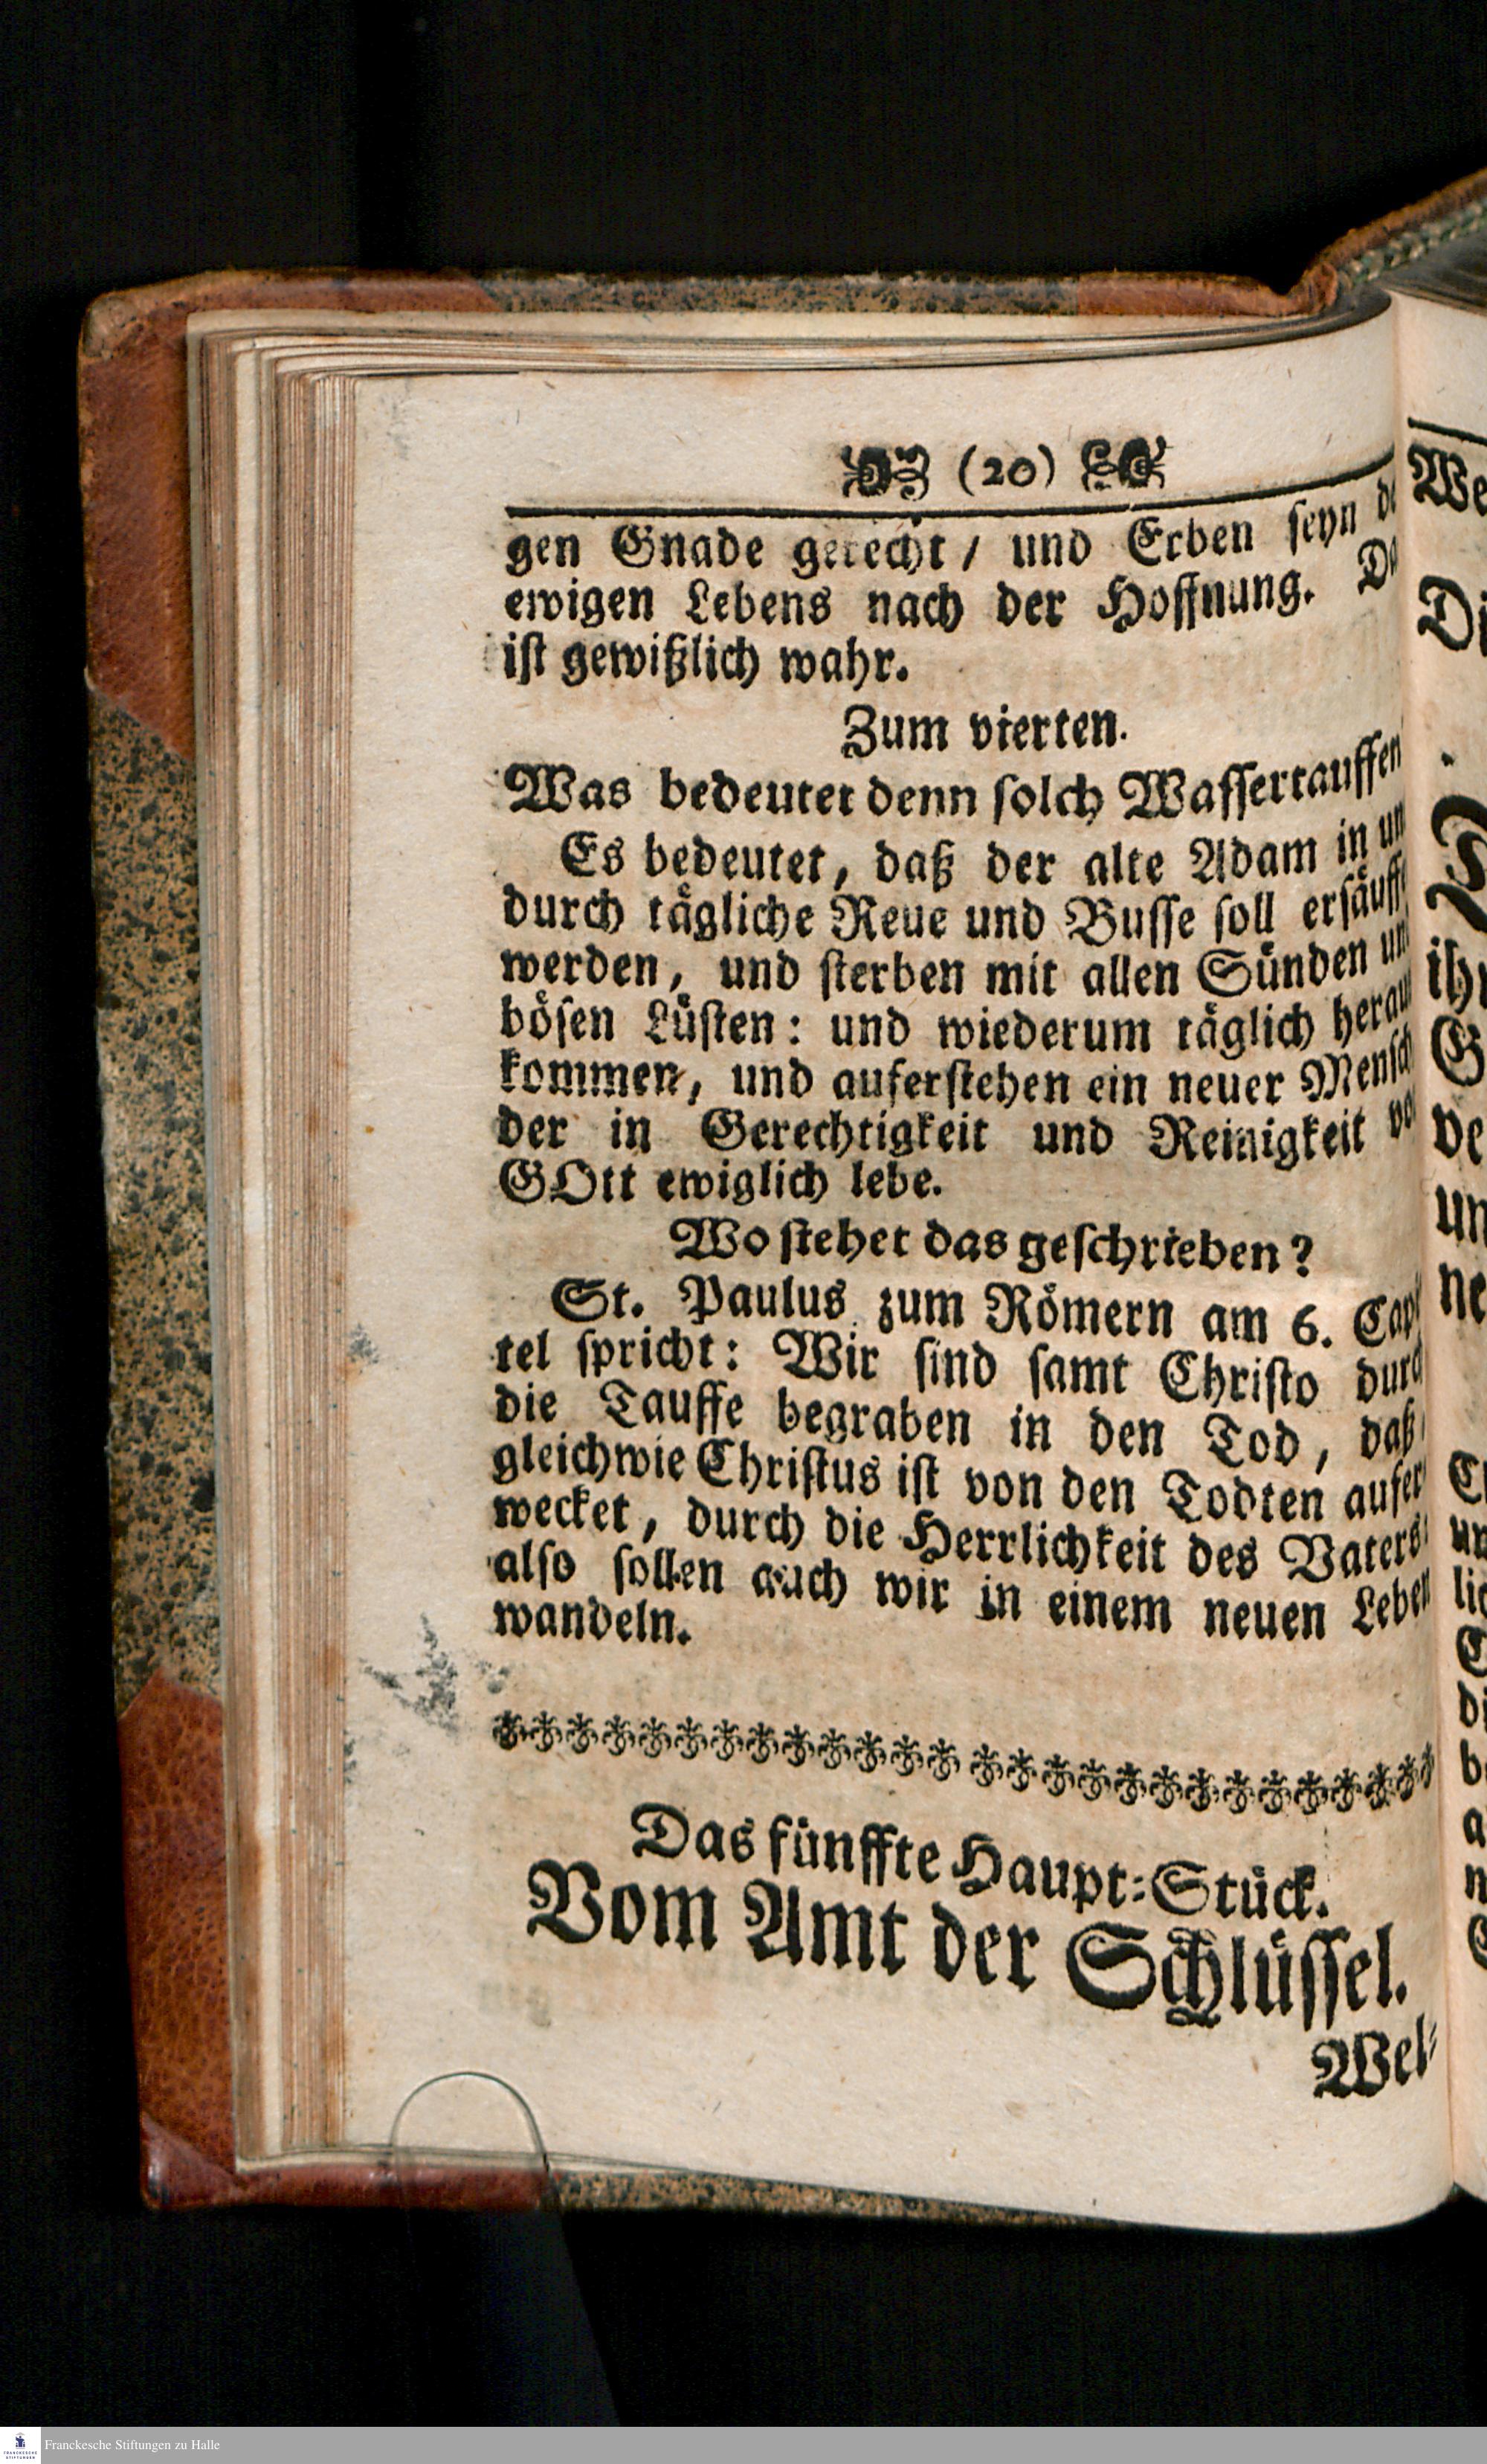 (20)
gen Gnade gerecht / und Erben seyn
ewigen Lebens nach der Hoffnung.
ist gewißlich wahr.
Zum vierten.
Was bedeutet denn solch Wassertauffen
Es bedeutet, daß der alte Adam in
durch tägliche Reue und Busse soll
werden, und sterben mit allen Sünden
bösen Lüsten: und wiederum täglich
kommen, und auferstehen ein neuer
der in Gerechtigkeit und Reinigkeit
GOtt ewiglich lebe.
Wo stehet das geschrieben?
St. Paulus zum Römern am 6.
tel spricht: Wir sind samt Christo
die Tauffe begraben in den Tod, daß
gleichwie Christus ist von den Todten aufer
wecket, durch die Herrlichkeit des Vaters
also sollen auch wir in einem neuen Leben
wandeln.
Das fünffte Haupt-Stück.
Vom Amt der Schlüssel.
Wel-
Franckesche Stiftungen zu Halle